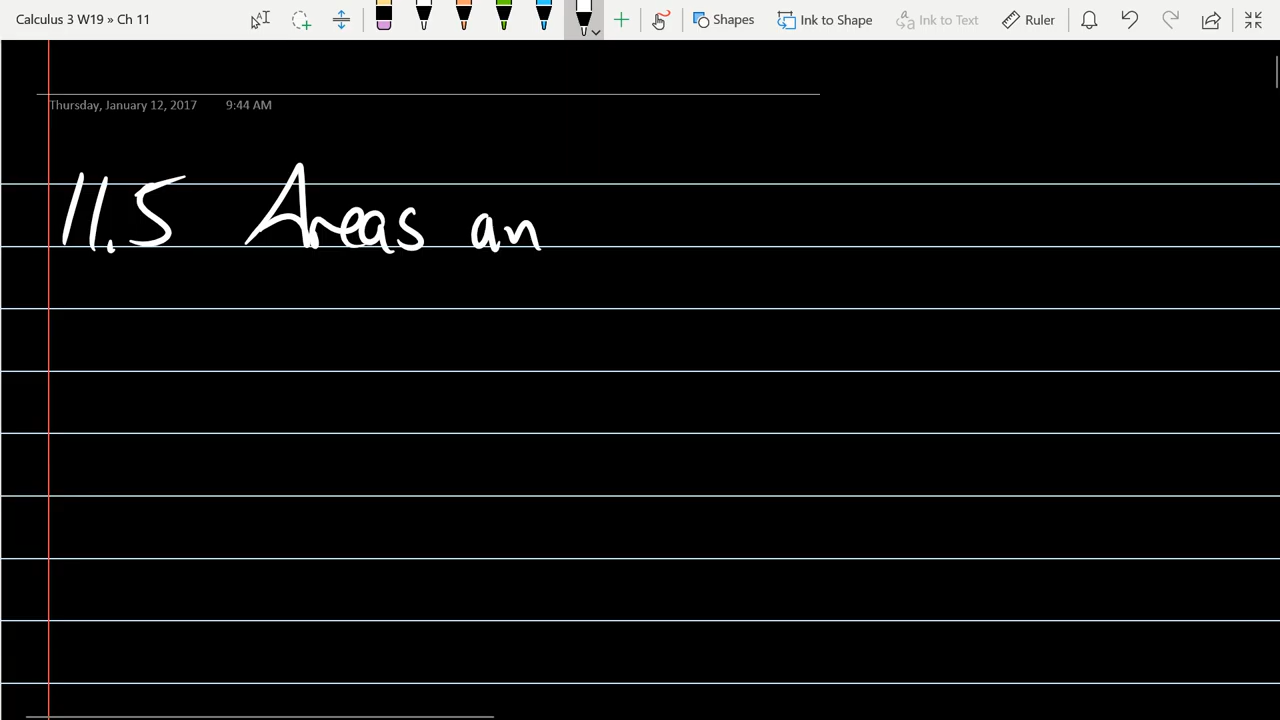 Calculus 3 W19 » Ch 11
Shapes
Ink to Shape
Ink to Text
Ruler
Thursday, January 12, 2017 9:44 AM
11.5 Areas an